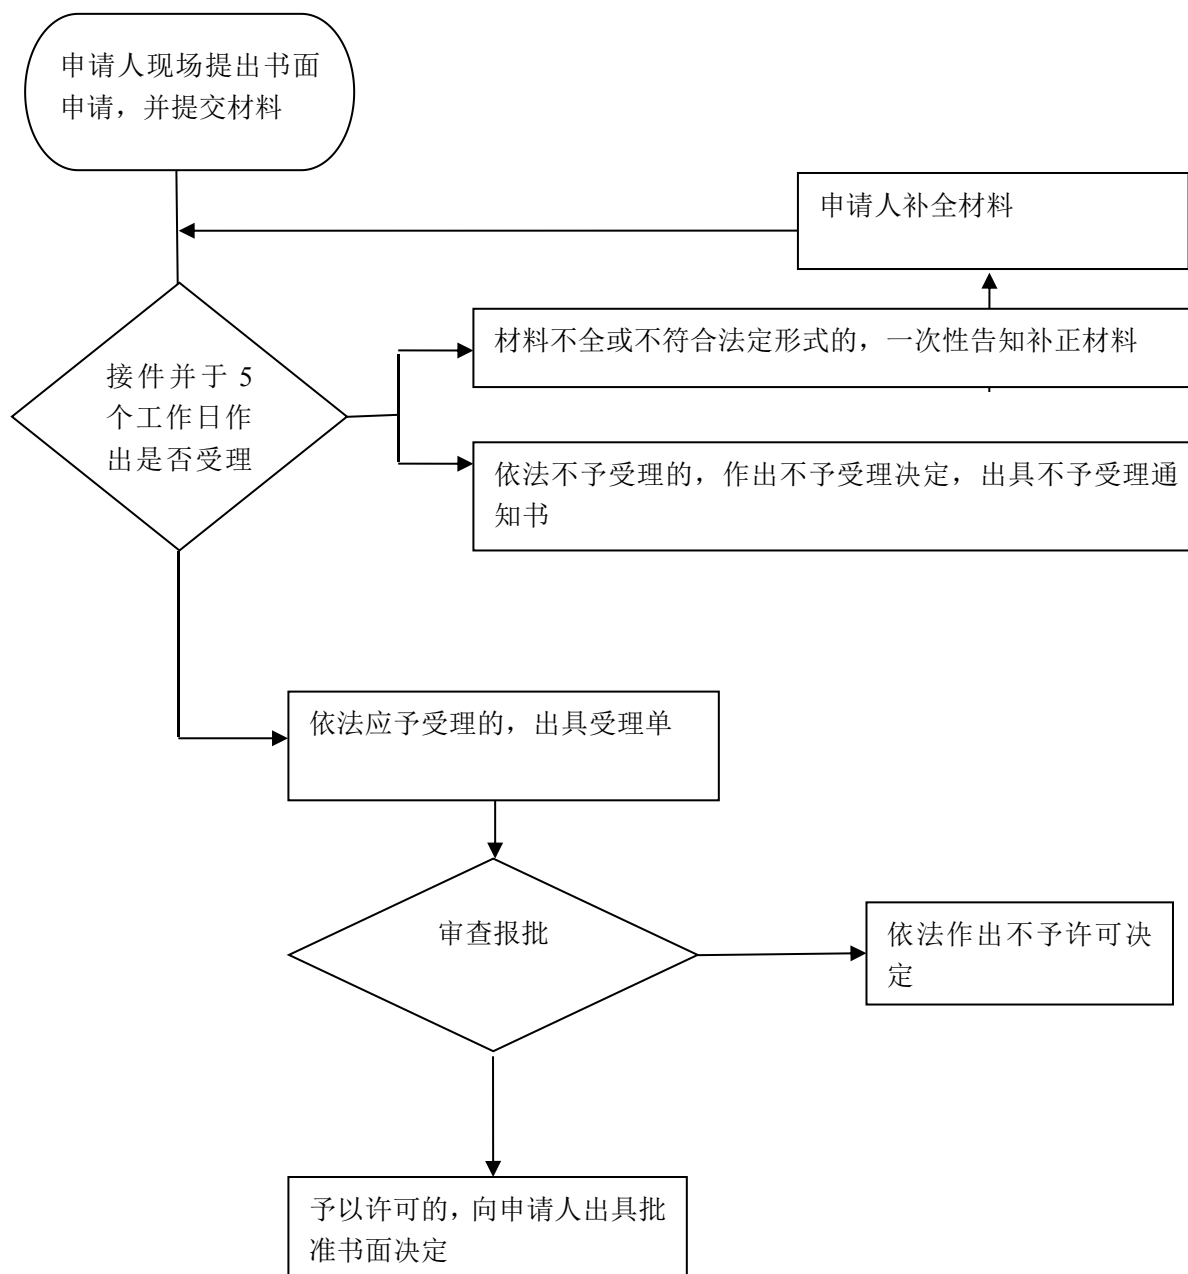 申请人现场提出书面
申请，并提交材料
申请人补全材料
材料不全或不符合法定形式的，一次性告知补正材料
接件并于 5
个工作日作
出是否受理
依法不予受理的，作出不予受理决定，出具不予受理通
知书
依法应予受理的，出具受理单
审查报批
依法作出不予许可决
定
予以许可的，向申请人出具批
准书面决定